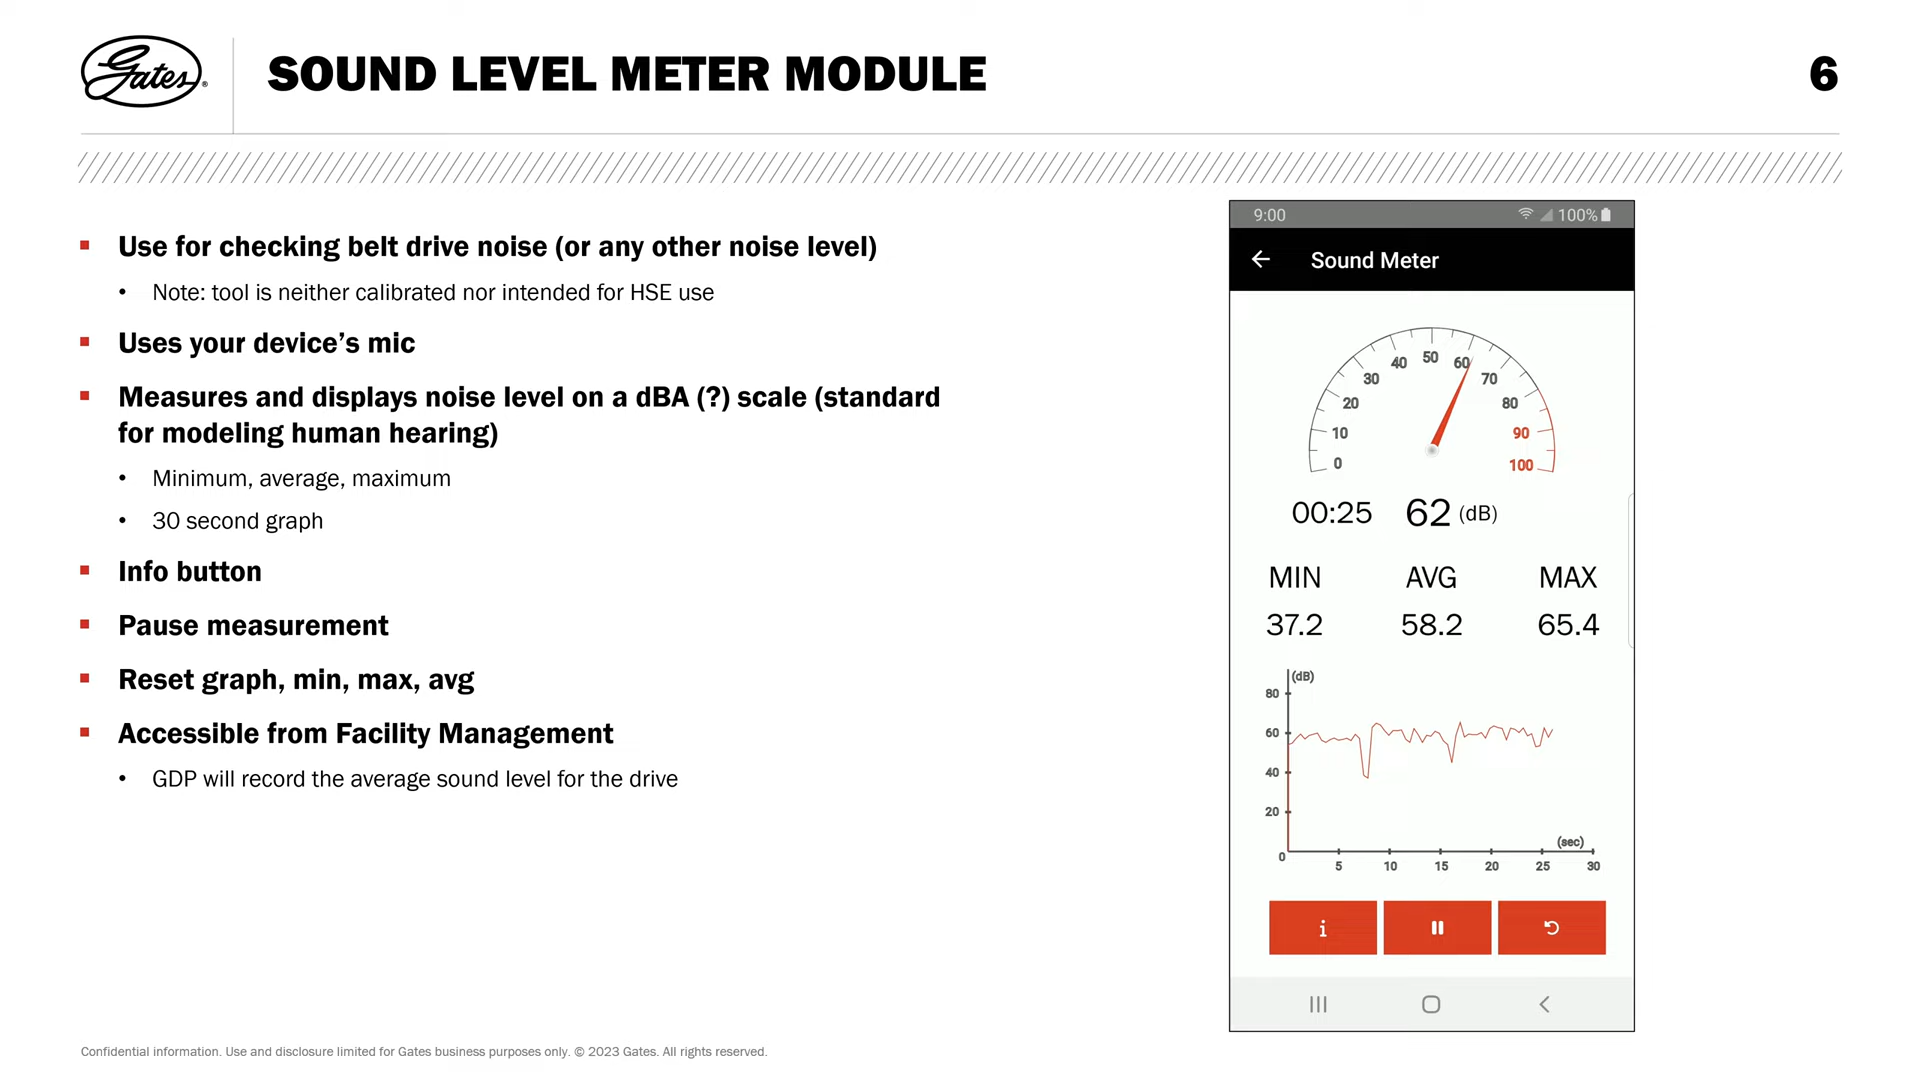 Gates®
SOUND LEVEL METER MODULE
6
Use for checking belt drive noise (or any other noise level)
Note: tool is neither calibrated nor intended for HSE use
Uses your device’s mic
Measures and displays noise level on a dBA (?) scale (standard
for modeling human hearing)
Minimum, average, maximum
30 second graph
Info button
Pause measurement
Reset graph, min, max, avg
Accessible from Facility Management
GDP will record the average sound level for the drive
9:00
100%
Sound Meter
0
10
20
30
40
50
60
70
80
90
100
00:25 62 (dB)
MIN AVG MAX
37.2 58.2 65.4
(dB)
80
60
40
20
0
(sec)
5 10 15 20 25 30
i
Confidential information. Use and disclosure limited for Gates business purposes only. © 2023 Gates. All rights reserved.